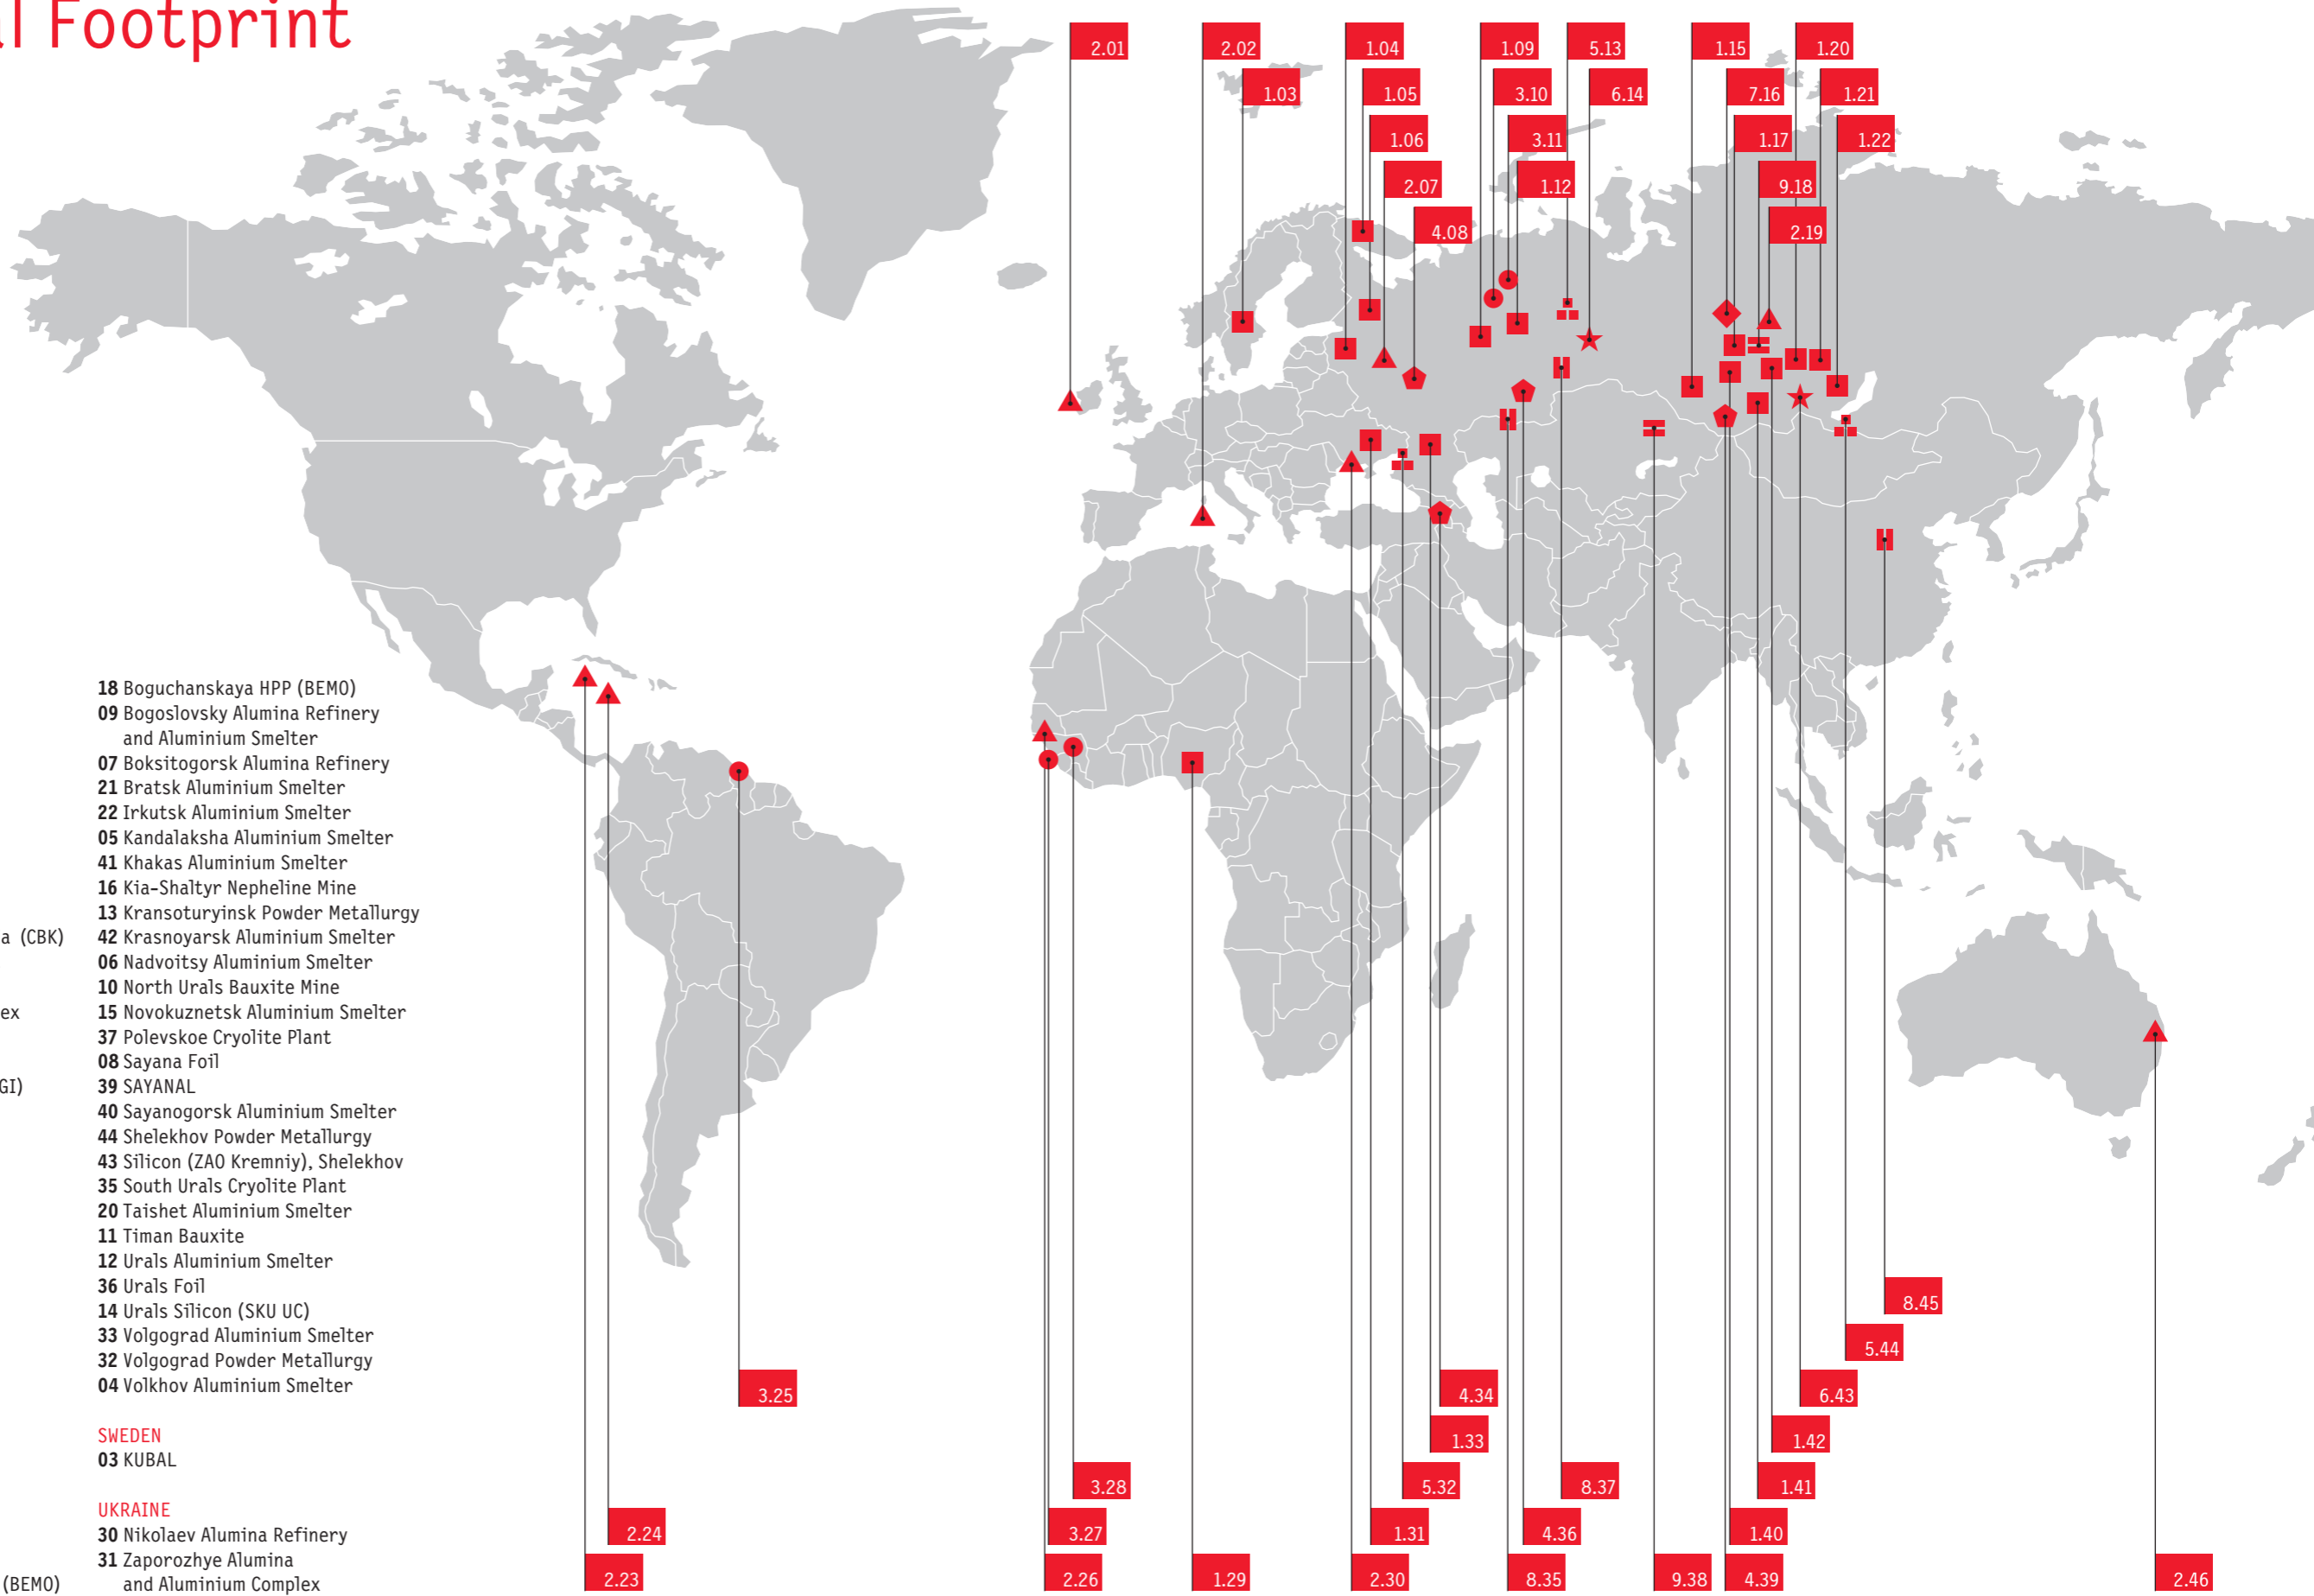 al Footprint
2.01
2.02
1.04
1.09
5.13
1.15
1.20
1.03
1.05
3.10
6.14
7.16
1.21
1.06
3.11
1.17
1.22
2.07
1.12
9.18
4.08
2.19
a (CBK)
ex
GI)
(BEMO)
18 Boguchanskaya HPP (BEMO)
09 Bogoslovsky Alumina Refinery
and Aluminium Smelter
07 Boksitogorsk Alumina Refinery
21 Bratsk Aluminium Smelter
22 Irkutsk Aluminium Smelter
05 Kandalaksha Aluminium Smelter
41 Khakas Aluminium Smelter
16 Kia-Shaltyr Nepheline Mine
13 Kransoturyinsk Powder Metallurgy
42 Krasnoyarsk Aluminium Smelter
06 Nadvoitsy Aluminium Smelter
10 North Urals Bauxite Mine
15 Novokuznetsk Aluminium Smelter
37 Polevskoe Cryolite Plant
08 Sayana Foil
39 SAYANAL
40 Sayanogorsk Aluminium Smelter
44 Shelekhov Powder Metallurgy
43 Silicon (ZAO Kremniy), Shelekhov
35 South Urals Cryolite Plant
20 Taishet Aluminium Smelter
11 Timan Bauxite
12 Urals Aluminium Smelter
36 Urals Foil
14 Urals Silicon (SKU UC)
33 Volgograd Aluminium Smelter
32 Volgograd Powder Metallurgy
04 Volkhov Aluminium Smelter
SWEDEN
03 KUBAL
UKRAINE
30 Nikolaev Alumina Refinery
31 Zaporozhye Alumina
and Aluminium Complex
8.45
5.44
3.25
4.34
6.43
1.33
1.42
3.28
5.32
8.37
1.41
2.24
3.27
1.31
4.36
1.40
2.23
2.26
1.29
2.30
8.35
9.38
4.39
2.46